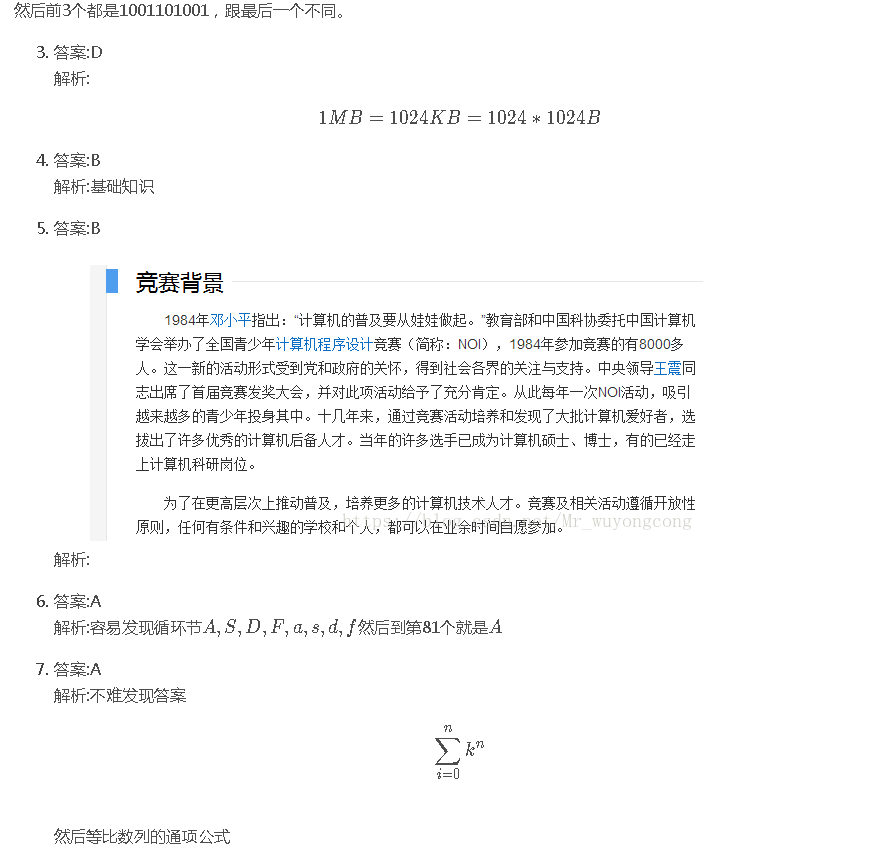 然后前3个都是1001101001，跟最后一个不同。
3. 答案:D
解析:
1MB = 1024KB = 1024 ∗ 1024B
4. 答案:B
解析:基础知识
5. 答案:B
竞赛背景
1984年邓小平指出：“计算机的普及要从娃娃做起。”教育部和中国科协委托中国计算机
学会举办了全国青少年计算机程序设计竞赛（简称：NOI），1984年参加竞赛的有8000多
人。这一新的活动形式受到党和政府的关怀，得到社会各界的关注与支持。中央领导王震同
志出席了首届竞赛发奖大会，并对此项活动给予了充分肯定。从此每年一次NOI活动，吸引
越来越多的青少年投身其中。十几年来，通过竞赛活动培养和发现了大批计算机爱好者，选
拔出了许多优秀的计算机后备人才。当年的许多选手已成为计算机硕士、博士，有的已经走
上计算机科研岗位。
为了在更高层次上推动普及，培养更多的计算机技术人才。竞赛及相关活动遵循开放性
原则，任何有条件和兴趣的学校和个人，都可以在业余时间自愿参加。
解析:
6. 答案:A
解析:容易发现循环节A, S, D, F, a, s, d, f然后到第81个就是A
7. 答案:A
解析:不难发现答案
n
∑ kⁿ
i=0
然后等比数列的通项公式